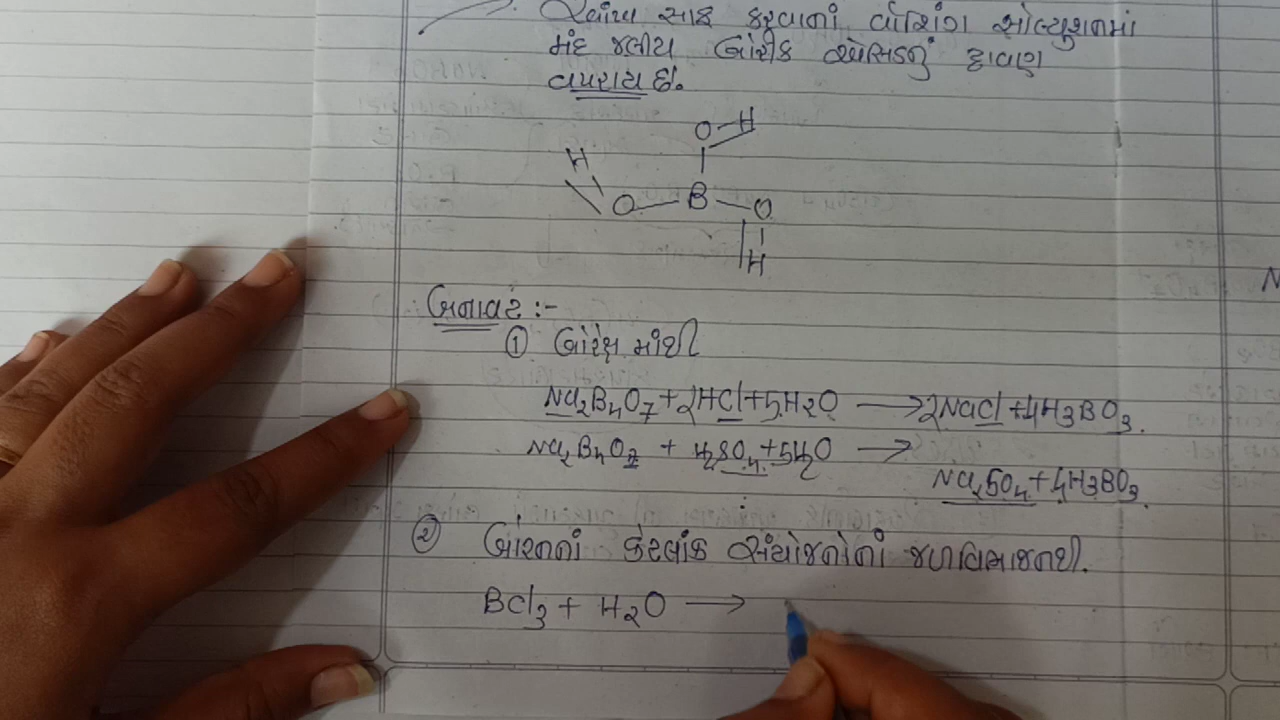 સાફ કરવાનાં વોશિંગ સોલ્યુશનમાં
મંદ જલીય બોરીક એસિડનું દ્રાવણ
વપરાય છે.
O-H
H
O - B - O
H
બનાવટ :-
① બોરેક્ષ માંથી
Na₂B₄O₇ + 2HCl + 5H₂O ⟶ 2NaCl + 4H₃BO₃.
Na₂B₄O₇ + H₂SO₄ + 5H₂O ⟶
Na₂SO₄ + 4H₃BO₃.
② બોરોનનાં કેટલાંક સંયોજનોનાં જળવિભાજનથી.
BCl₃ + H₂O ⟶